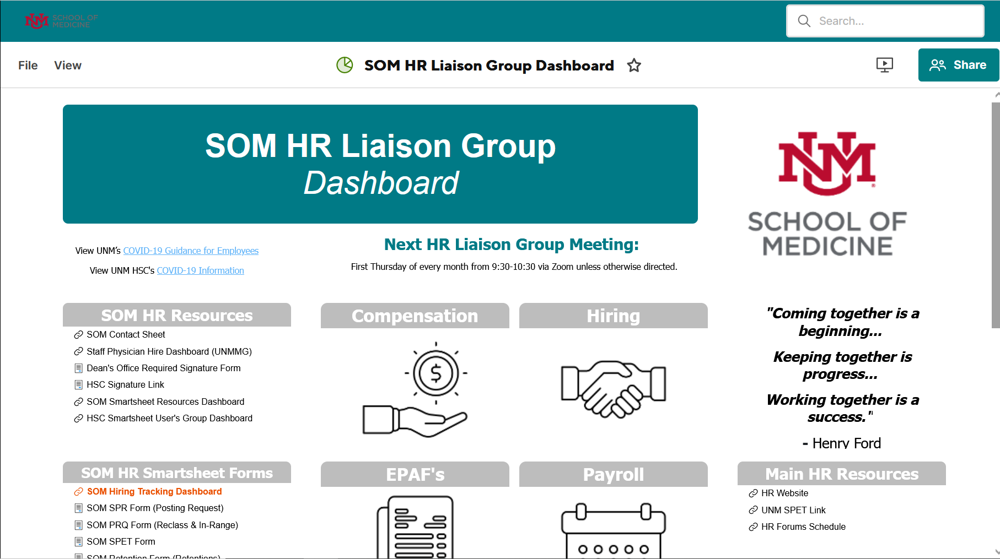 UNM SCHOOL OF
MEDICINE
Search...
File View
SOM HR Liaison Group Dashboard
Share
SOM HR Liaison Group
Dashboard
UNM
SCHOOL OF
MEDICINE
View UNM’s COVID-19 Guidance for Employees
View UNM HSC's COVID-19 Information
Next HR Liaison Group Meeting:
First Thursday of every month from 9:30-10:30 via Zoom unless otherwise directed.
SOM HR Resources
SOM Contact Sheet
Staff Physician Hire Dashboard (UNMMG)
Dean's Office Required Signature Form
HSC Signature Link
SOM Smartsheet Resources Dashboard
HSC Smartsheet User's Group Dashboard
Compensation
$
Hiring
"Coming together is a
beginning...
Keeping together is
progress...
Working together is a
success."
- Henry Ford
SOM HR Smartsheet Forms
SOM Hiring Tracking Dashboard
SOM SPR Form (Posting Request)
SOM PRQ Form (Reclass & In-Range)
SOM SPET Form
SOM Retention Form (Retentions)
EPAF's
Payroll
Main HR Resources
HR Website
UNM SPET Link
HR Forums Schedule